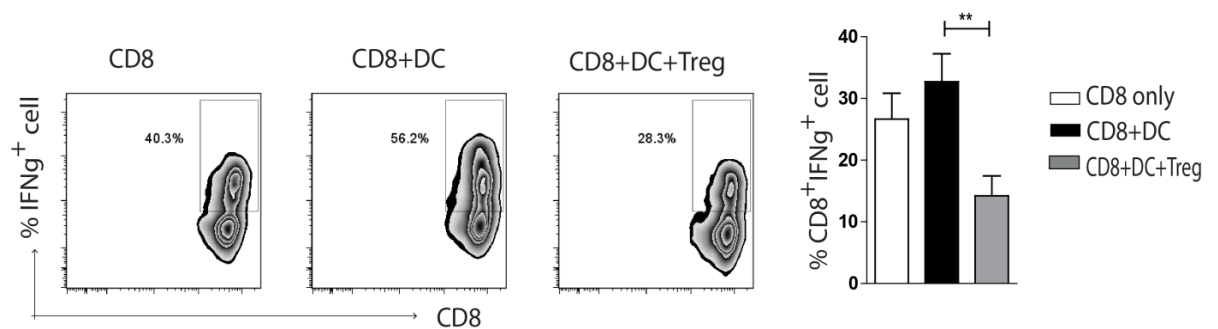 CD8
CD8+DC
CD8+DC+Treg
% IFNg+ cell
40.3%
56.2%
28.3%
CD8
% CD8+IFNg+ cell
40
30
20
10
0
**
CD8 only
CD8+DC
CD8+DC+Treg